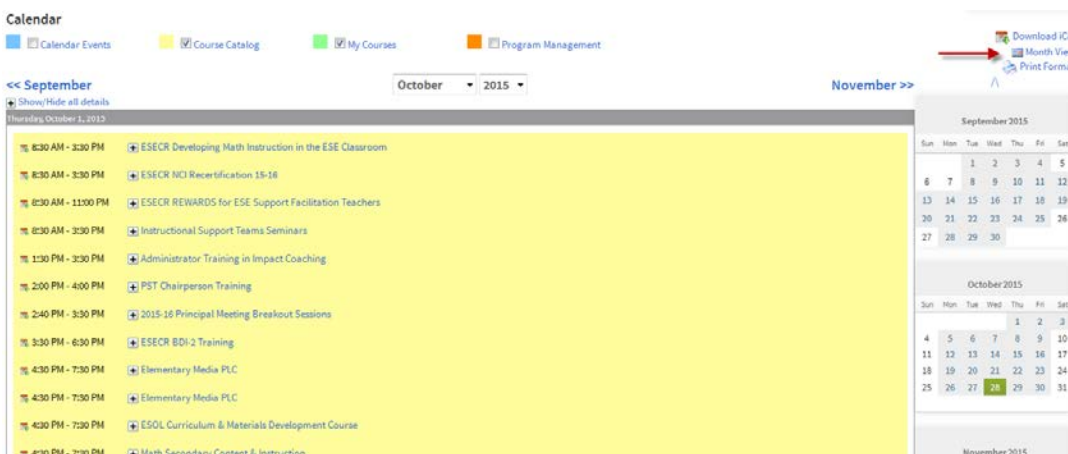 Calendar
Calendar Events Course Catalog My Courses Program Management
Download iC
Month Vie
Print Forma
<< September October 2015 November >>
Show/Hide all details
Thursday, October 1, 2015
8:30 AM - 3:30 PM ESECR Developing Math Instruction in the ESE Classroom
8:30 AM - 3:30 PM ESECR NCI Recertification 15-16
8:30 AM - 11:00 PM ESECR REWARDS for ESE Support Facilitation Teachers
8:30 AM - 3:30 PM Instructional Support Teams Seminars
1:30 PM - 3:30 PM Administrator Training in Impact Coaching
2:00 PM - 4:00 PM PST Chairperson Training
2:40 PM - 3:30 PM 2015-16 Principal Meeting Breakout Sessions
3:30 PM - 6:30 PM ESECR BDI-2 Training
4:30 PM - 7:30 PM Elementary Media PLC
4:30 PM - 7:30 PM Elementary Media PLC
4:30 PM - 7:30 PM ESOL Curriculum & Materials Development Course
4:30 PM - 7:30 PM Math Secondary Content & Instruction
September 2015
Sun Mon Tue Wed Thu Fri Sat
1 2 3 4 5
6 7 8 9 10 11 12
13 14 15 16 17 18 19
20 21 22 23 24 25 26
27 28 29 30
October 2015
Sun Mon Tue Wed Thu Fri Sat
1 2 3
4 5 6 7 8 9 10
11 12 13 14 15 16 17
18 19 20 21 22 23 24
25 26 27 28 29 30 31
November 2015